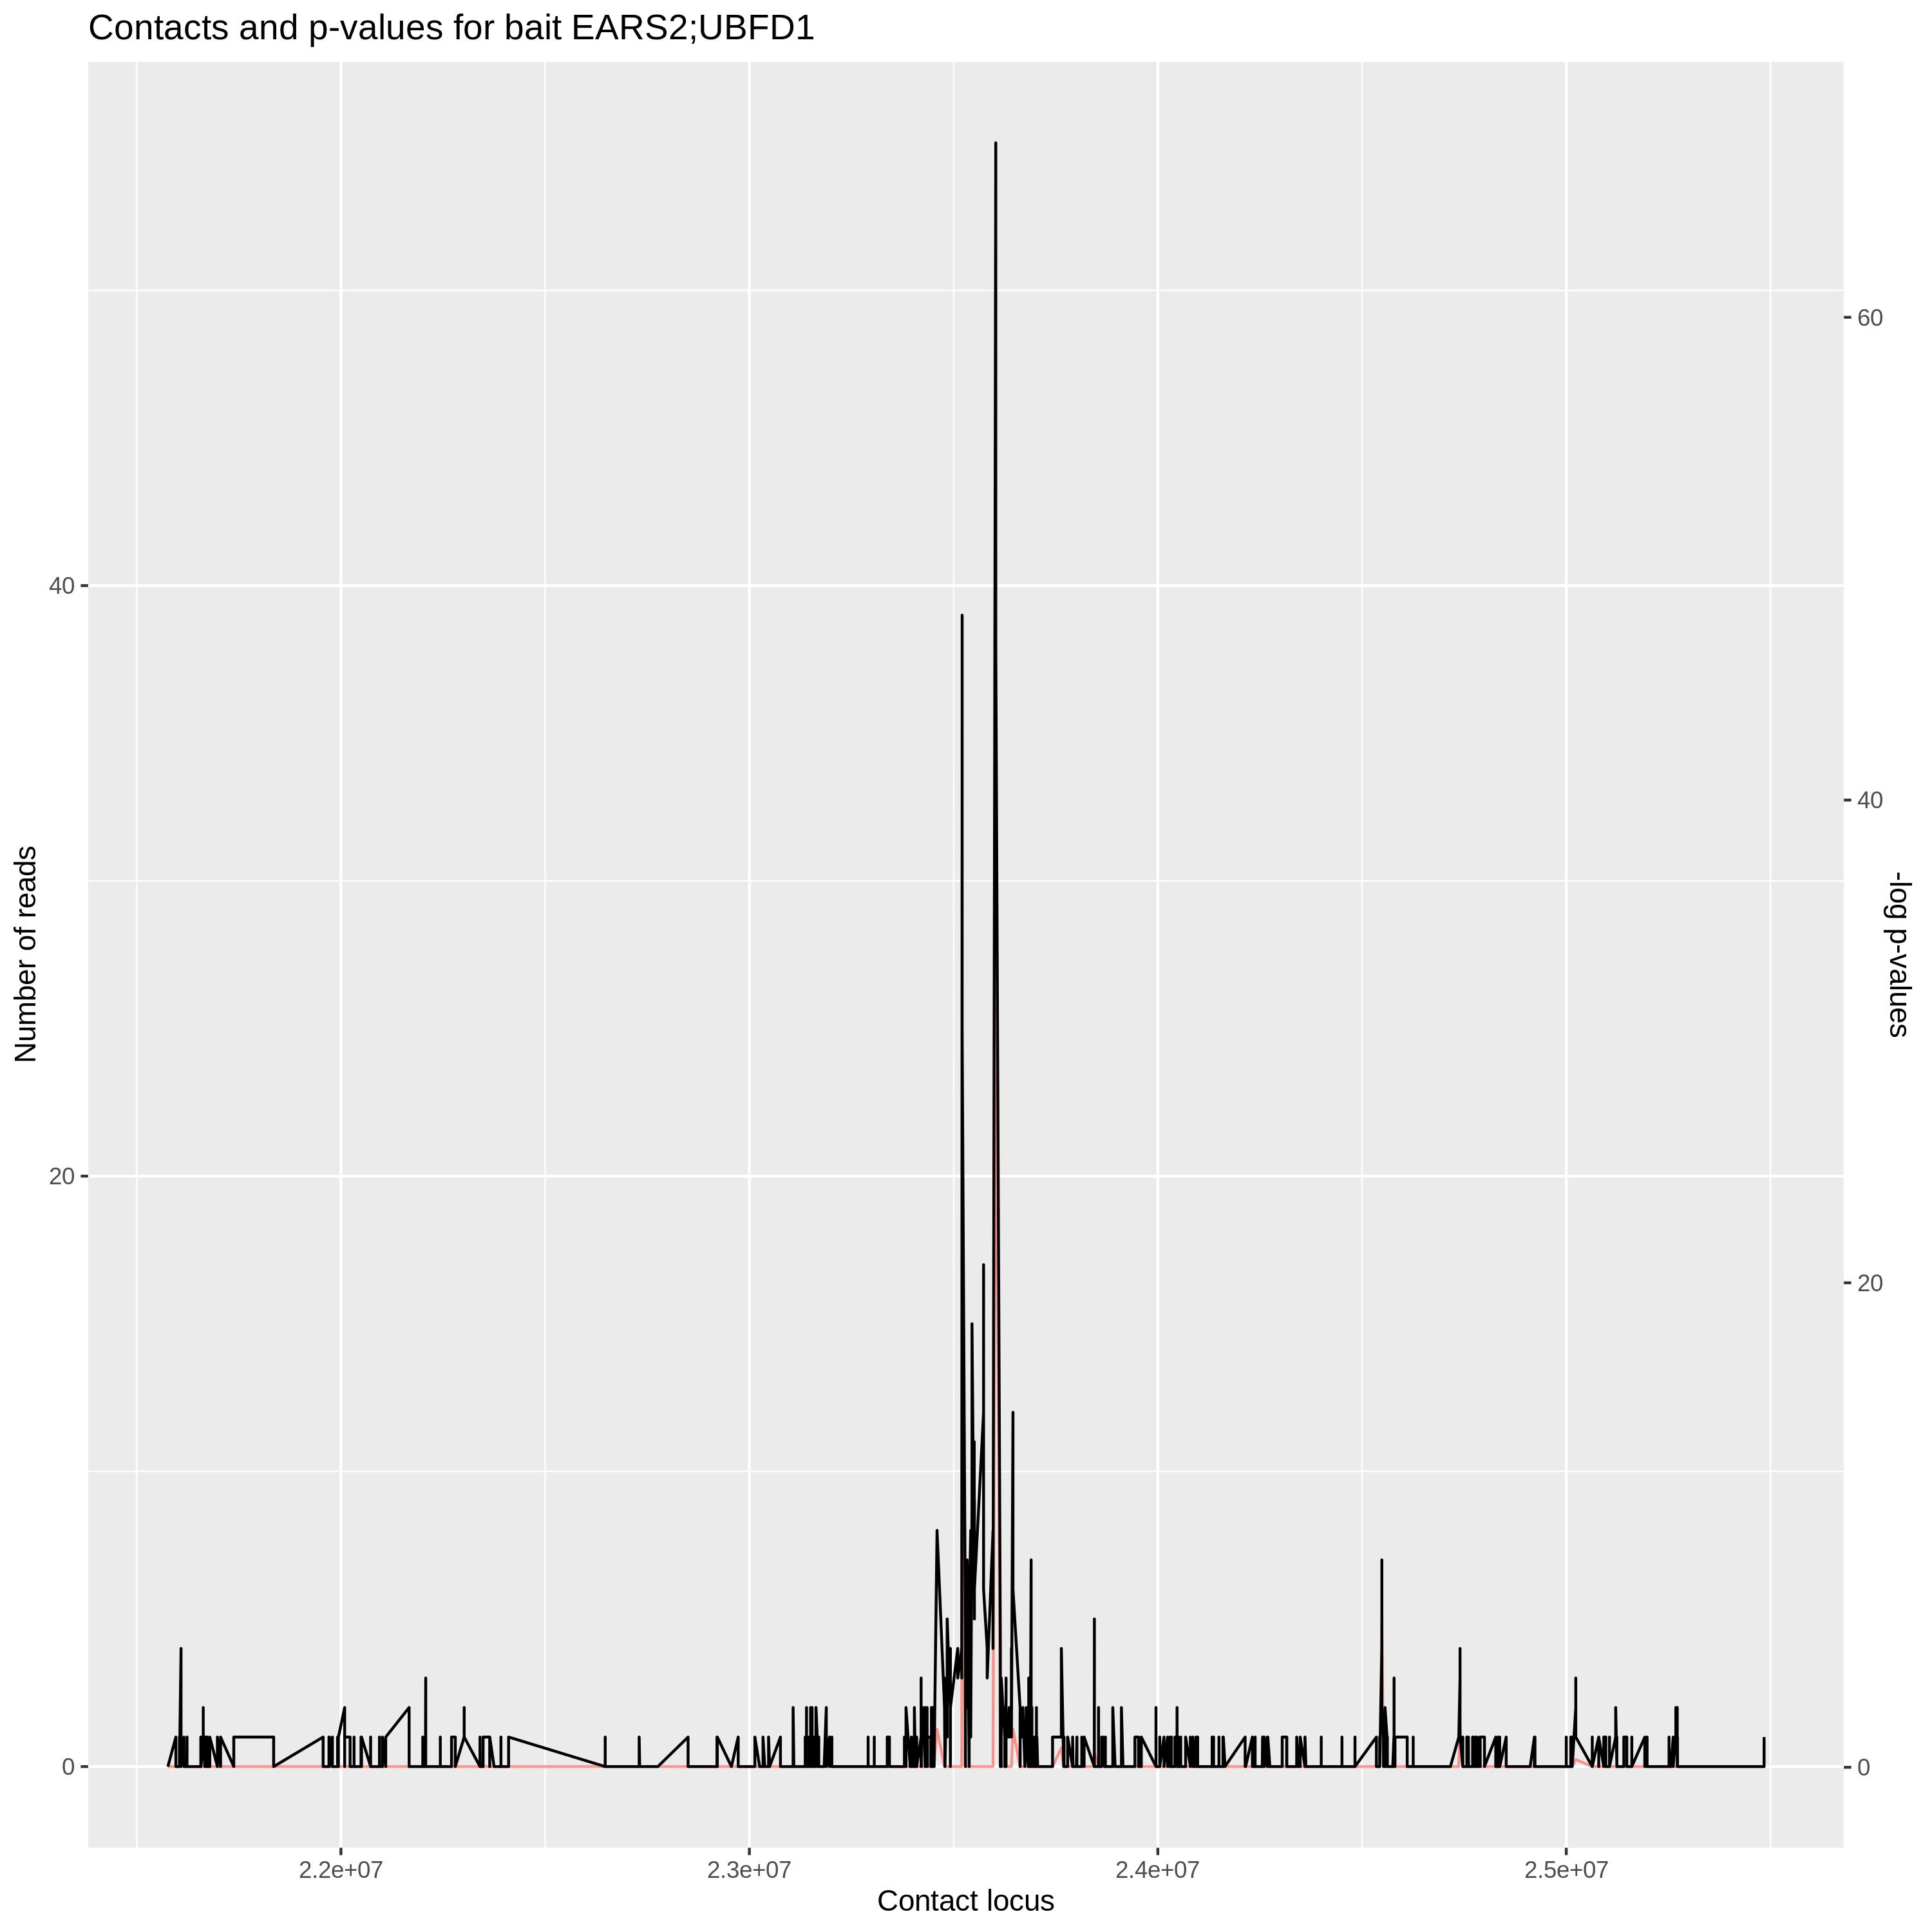 Contacts and p-values for bait EARS2;UBFD1
Number of reads
40
20
0
60
40
20
0
-log p-values
2.2e+07
2.3e+07
2.4e+07
2.5e+07
Contact locus